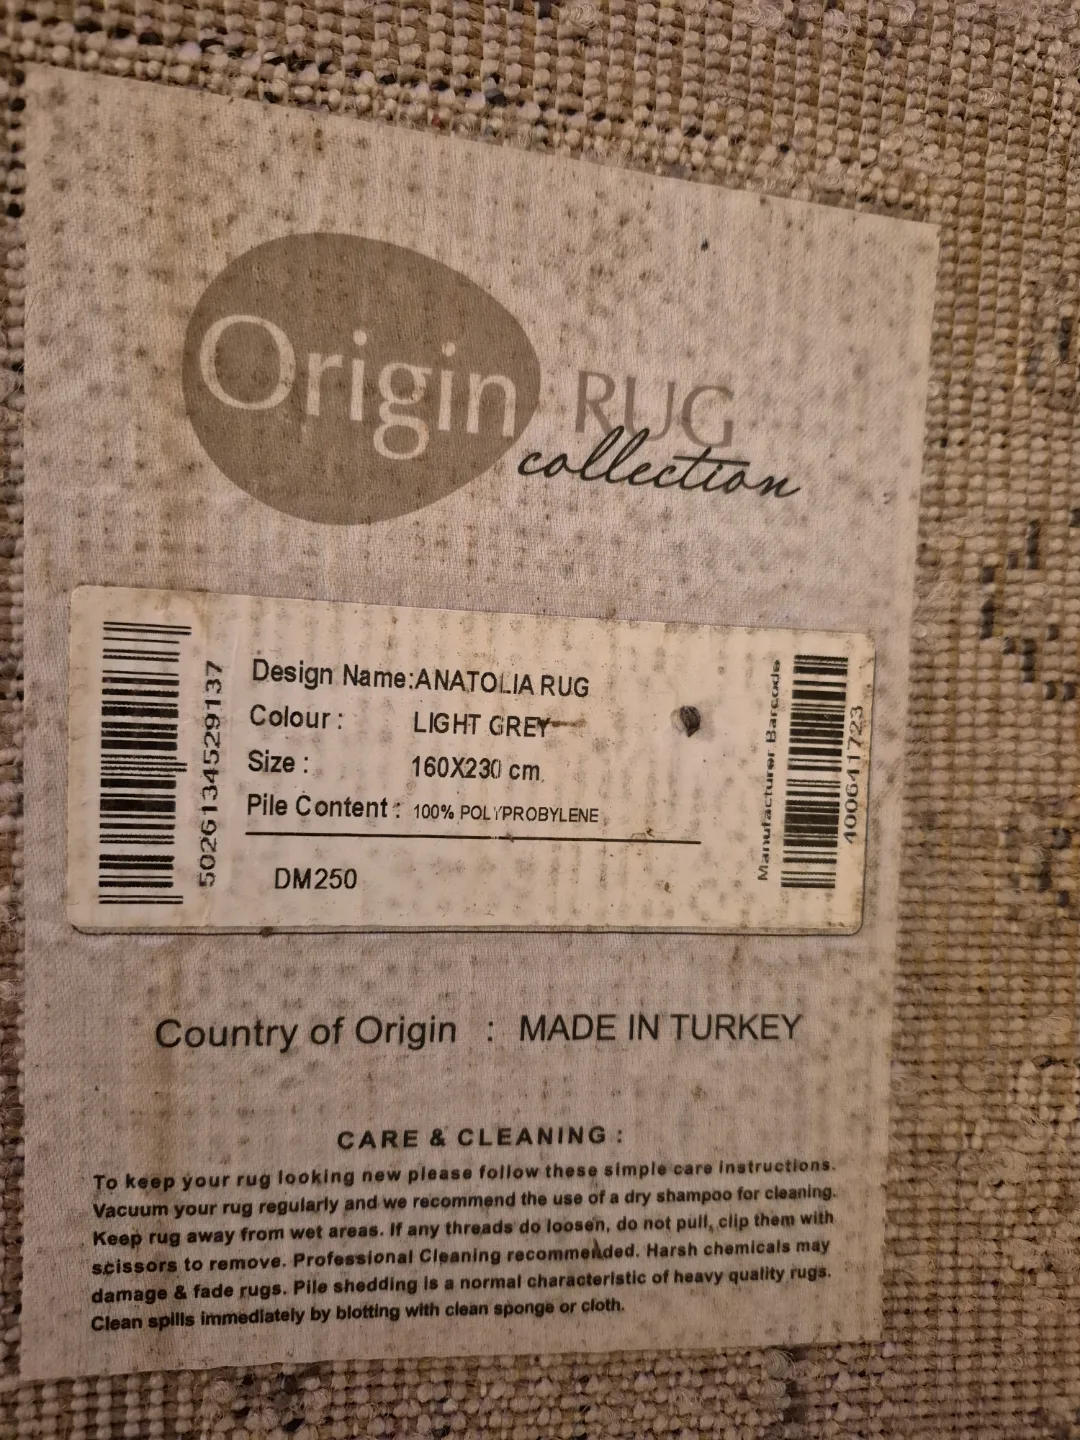 Origin RUG
collection
5026134529137
Design Name:ANATOLIA RUG
Colour : LIGHT GREY
Size : 160X230 cm
Pile Content : 100% POLYPROBYLENE
DM250
Manufacturer Barcode
4006411723
Country of Origin : MADE IN TURKEY
CARE & CLEANING :
To keep your rug looking new please follow these simple care instructions.
Vacuum your rug regularly and we recommend the use of a dry shampoo for cleaning.
Keep rug away from wet areas. If any threads do loosen, do not pull, clip them with
scissors to remove. Professional Cleaning recommended. Harsh chemicals may
damage & fade rugs. Pile shedding is a normal characteristic of heavy quality rugs.
Clean spills immediately by blotting with clean sponge or cloth.